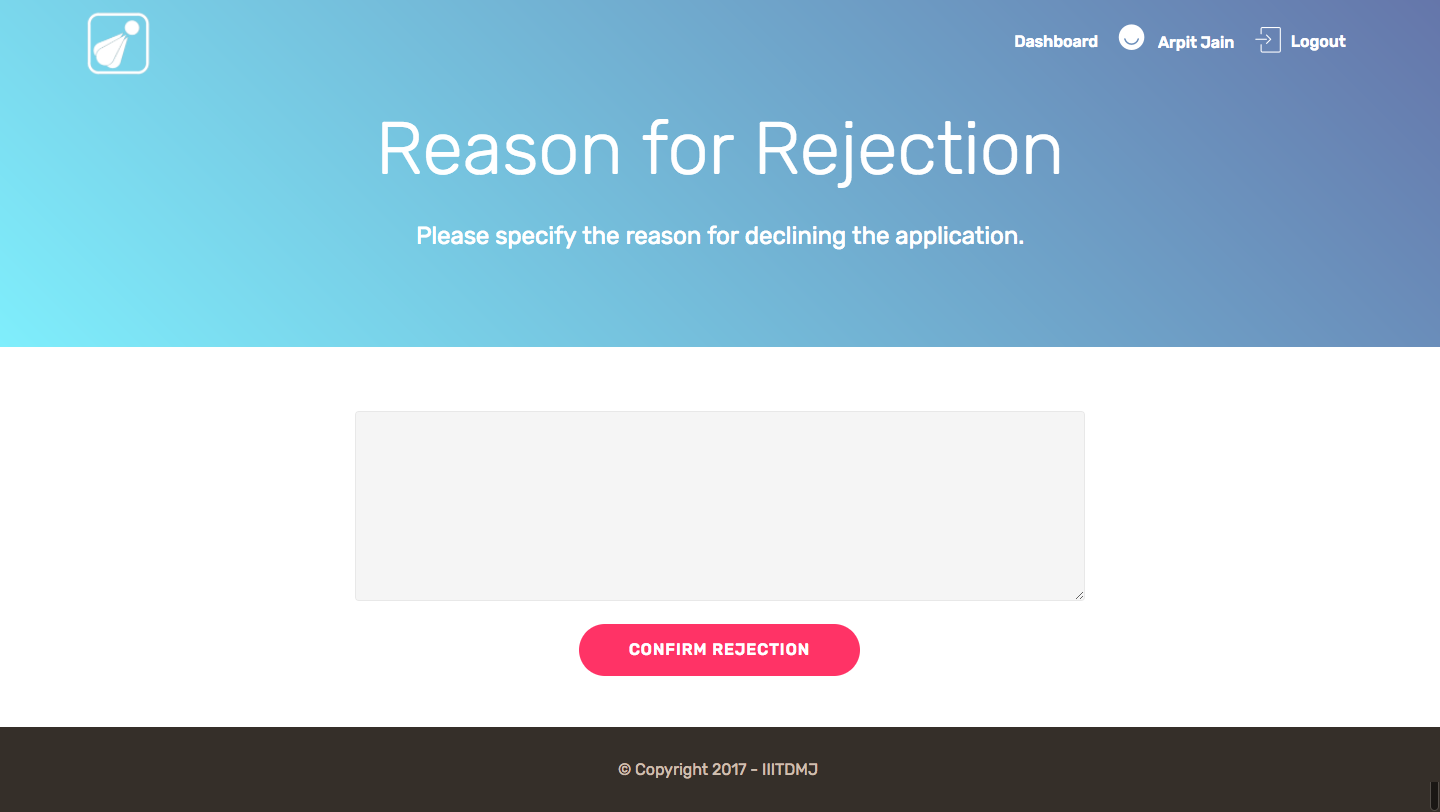 Dashboard Arpit Jain Logout
Reason for Rejection
Please specify the reason for declining the application.
CONFIRM REJECTION
© Copyright 2017 - IIITDMJ